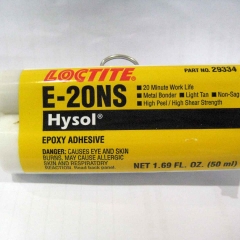 LOCTITE
PART NO. 29334
E-20NS
20 Minute Work Life
Metal Bonder ▪ Light Tan ▪ Non-Sag
High Peel / High Shear Strength
Hysol®
EPOXY ADHESIVE
DANGER: CAUSES EYE AND SKIN
BURNS. MAY CAUSE ALLERGIC
SKIN AND RESPIRATORY
REACTION. Read back panel
NET 1.69 FL. OZ. (50 ml)